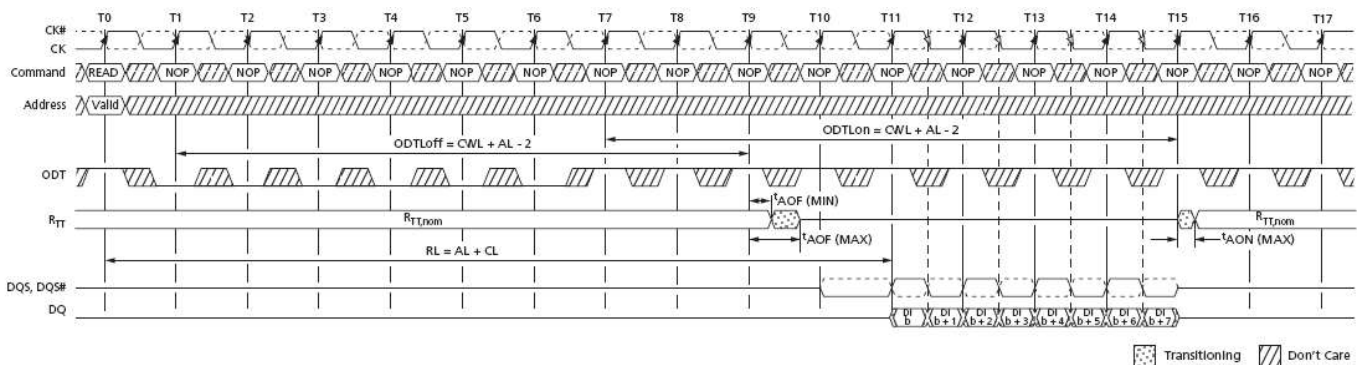 T0 T1 T2 T3 T4 T5 T6 T7 T8 T9 T10 T11 T12 T13 T14 T15 T16 T17
CK#
CK
Command READ NOP NOP NOP NOP NOP NOP NOP NOP NOP NOP NOP NOP NOP NOP NOP NOP NOP
Address Valid
ODTLon = CWL + AL - 2
ODTLoff = CWL + AL - 2
ODT
tAOF (MIN)
RTT RTT,nom RTT,nom
tAOF (MAX) tAON (MAX)
RL = AL + CL
DQS, DQS#
DQ DI b DI b + 1 DI b + 2 DI b + 3 DI b + 4 DI b + 5 DI b + 6 DI b + 7
Transitioning Don't Care